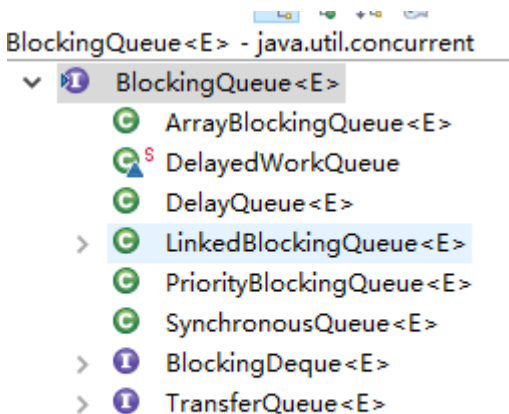 BlockingQueue<E> - java.util.concurrent
BlockingQueue<E>
ArrayBlockingQueue<E>
S DelayedWorkQueue
DelayQueue<E>
LinkedBlockingQueue<E>
PriorityBlockingQueue<E>
SynchronousQueue<E>
BlockingDeque<E>
TransferQueue<E>